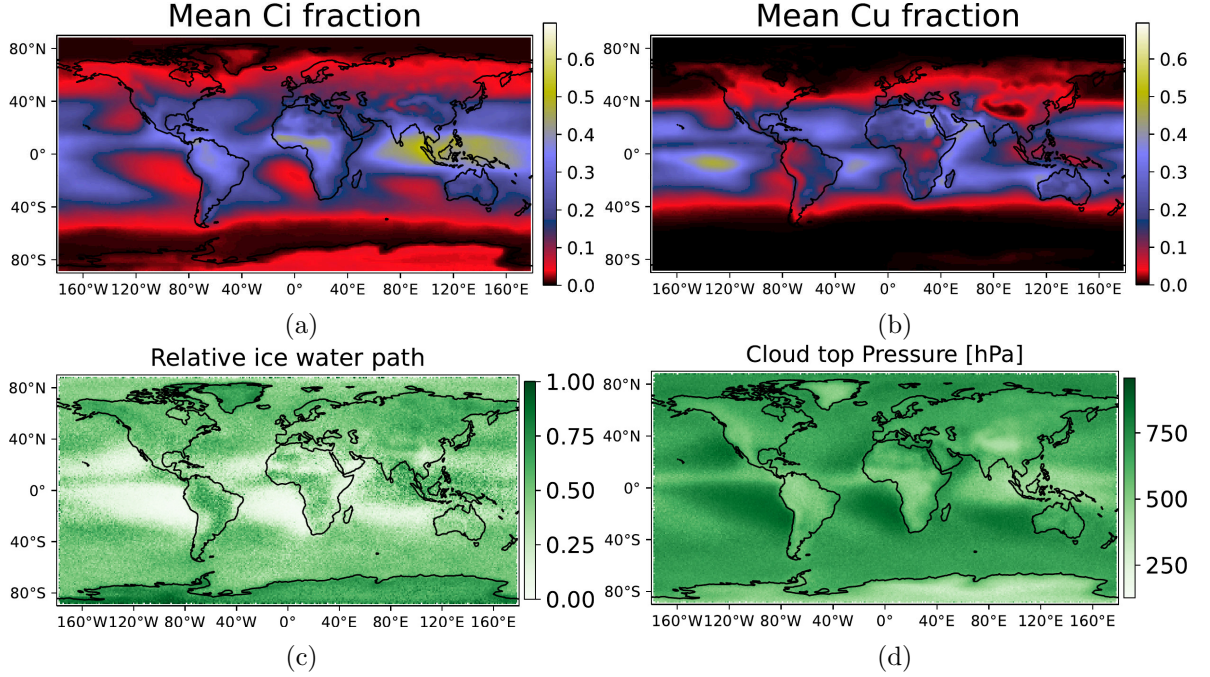 Mean Ci fraction
80°N
40°N
0°
40°S
80°S
160°W 120°W 80°W 40°W 0° 40°E 80°E 120°E 160°E
0.6
0.5
0.4
0.3
0.2
0.1
0.0
(a)
Mean Cu fraction
80°N
40°N
0°
40°S
80°S
160°W 120°W 80°W 40°W 0° 40°E 80°E 120°E 160°E
0.6
0.5
0.4
0.3
0.2
0.1
0.0
(b)
Relative ice water path
80°N
40°N
0°
40°S
80°S
160°W 120°W 80°W 40°W 0° 40°E 80°E 120°E 160°E
1.00
0.75
0.50
0.25
0.00
(c)
Cloud top Pressure [hPa]
80°N
40°N
0°
40°S
80°S
160°W 120°W 80°W 40°W 0° 40°E 80°E 120°E 160°E
750
500
250
(d)